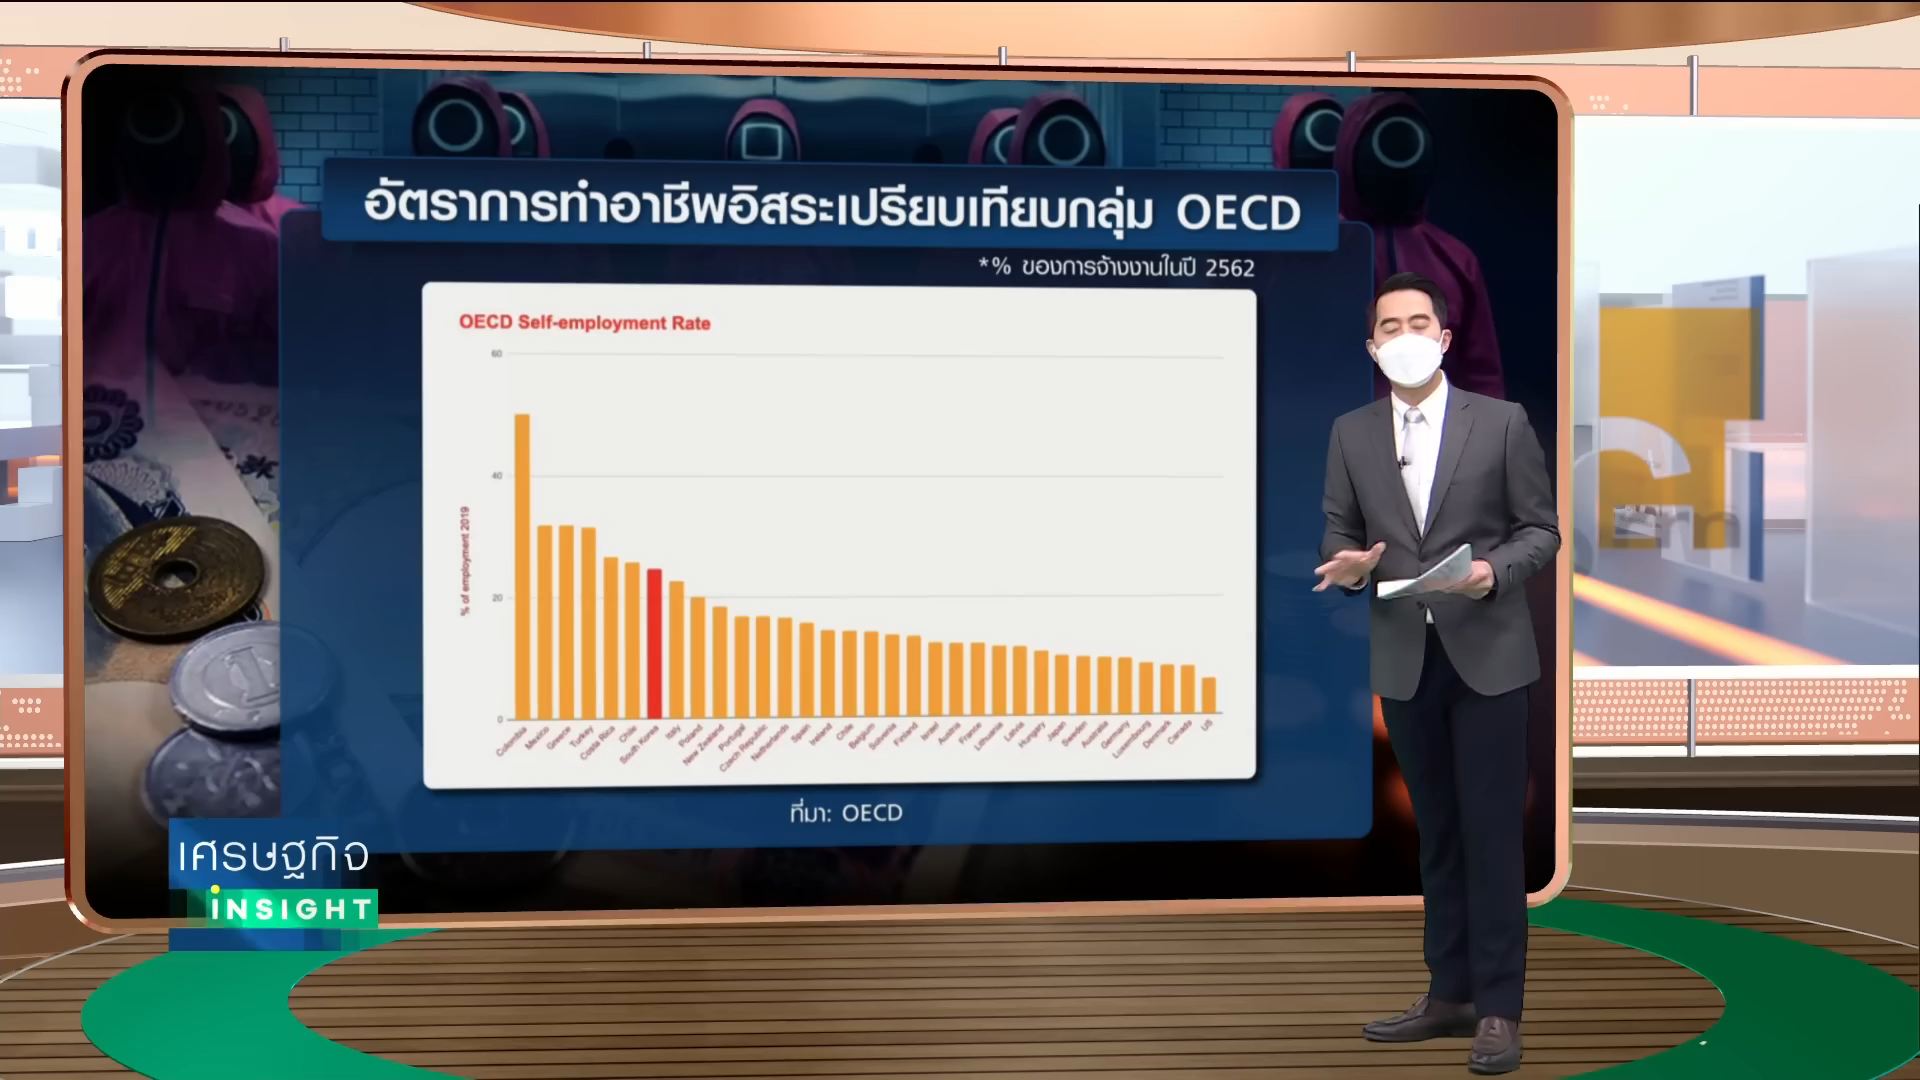 อัตราการทำอาชีพอิสระเปรียบเทียบกลุ่ม OECD
*% ของการจ้างงานในปี 2562
OECD Self-employment Rate
% of employment 2019
60
40
20
0
Colombia
Mexico
Greece
Turkey
Costa Rica
Chile
South Korea
Italy
Poland
New Zealand
Portugal
Czech Republic
Netherlands
Spain
Ireland
Chile
Belgium
Slovenia
Finland
Israel
Austria
France
Lithuania
Latvia
Hungary
Japan
Sweden
Australia
Germany
Luxembourg
Denmark
Canada
US
ที่มา: OECD
เศรษฐกิจ
iNSIGHT